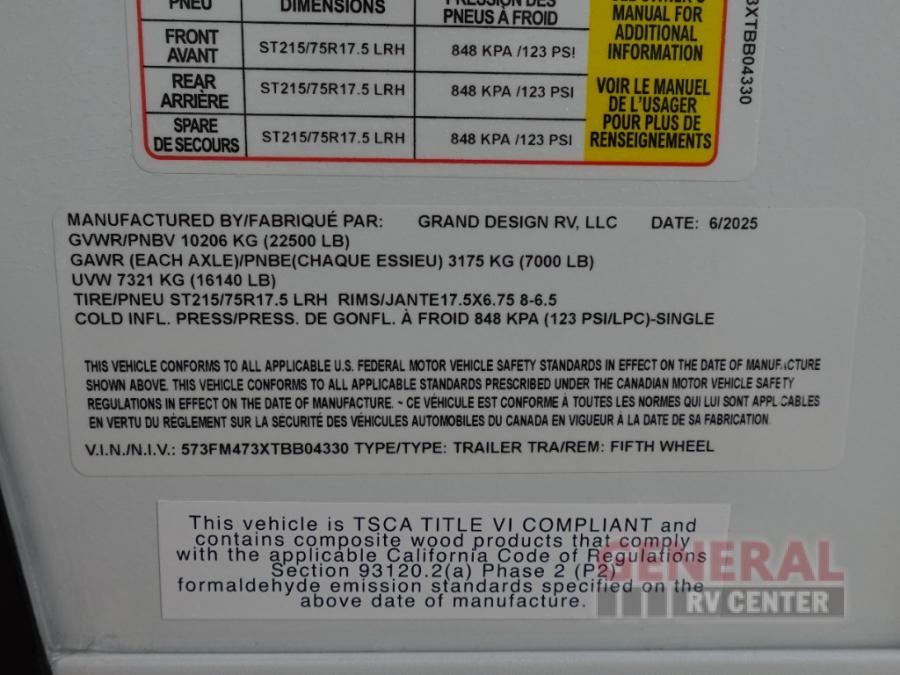 PNEU DIMENSIONS PRESSION DES
PNEUS À FROID
SEE OWNER'S
MANUAL FOR
ADDITIONAL
INFORMATION
FRONT
AVANT
ST215/75R17.5 LRH 848 KPA /123 PSI
REAR
ARRIÈRE
ST215/75R17.5 LRH 848 KPA /123 PSI
SPARE
DE SECOURS
ST215/75R17.5 LRH 848 KPA /123 PSI
VOIR LE MANUEL
DE L'USAGER
POUR PLUS DE
RENSEIGNEMENTS
3XTBB04330
MANUFACTURED BY/FABRIQUÉ PAR: GRAND DESIGN RV, LLC DATE: 6/2025
GVWR/PNBV 10206 KG (22500 LB)
GAWR (EACH AXLE)/PNBE(CHAQUE ESSIEU) 3175 KG (7000 LB)
UVW 7321 KG (16140 LB)
TIRE/PNEU ST215/75R17.5 LRH RIMS/JANTE17.5X6.75 8-6.5
COLD INFL. PRESS/PRESS. DE GONFL. À FROID 848 KPA (123 PSI/LPC)-SINGLE
THIS VEHICLE CONFORMS TO ALL APPLICABLE U.S. FEDERAL MOTOR VEHICLE SAFETY STANDARDS IN EFFECT ON THE DATE OF MANUFACTURE
SHOWN ABOVE. THIS VEHICLE CONFORMS TO ALL APPLICABLE STANDARDS PRESCRIBED UNDER THE CANADIAN MOTOR VEHICLE SAFETY
REGULATIONS IN EFFECT ON THE DATE OF MANUFACTURE. ~ CE VÉHICULE EST CONFORME À TOUTES LES NORMES QUI LUI SONT APPLICABLES
EN VERTU DU RÈGLEMENT SUR LA SECURITÉ DES VÉHICULES AUTOMOBILES DU CANADA EN VIGUEUR À LA DATE DE SA FABRICATION.
V.I.N./N.I.V.: 573FM473XTBB04330 TYPE/TYPE: TRAILER TRA/REM: FIFTH WHEEL
This vehicle is TSCA TITLE VI COMPLIANT and
contains composite wood products that comply
with the applicable California Code of Regulations
Section 93120.2(a) Phase 2 (P2)
formaldehyde emission standards specified on the
above date of manufacture.
GENERAL
RV CENTER